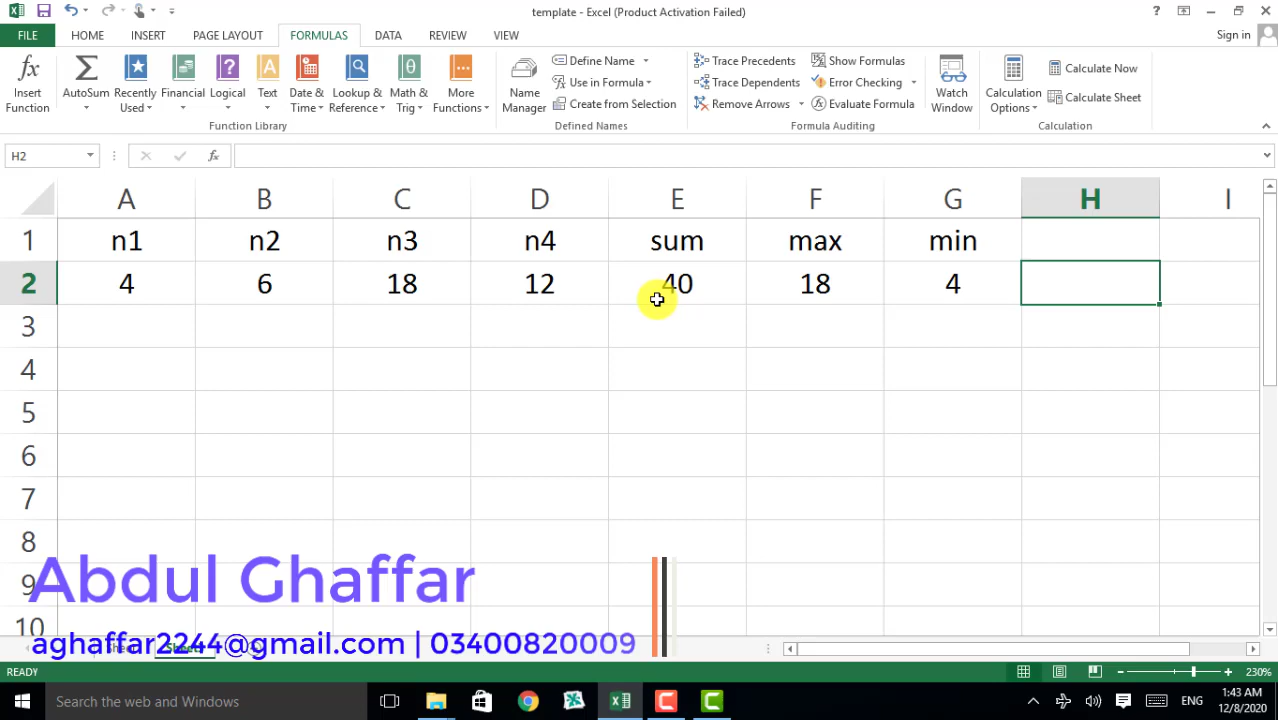 template - Excel (Product Activation Failed)
FILE HOME INSERT PAGE LAYOUT FORMULAS DATA REVIEW VIEW Sign in
Insert Function
AutoSum
Recently Used
Financial
Logical
Text
Date & Time
Lookup & Reference
Math & Trig
More Functions
Function Library
Name Manager
Define Name
Use in Formula
Create from Selection
Defined Names
Trace Precedents
Trace Dependents
Remove Arrows
Show Formulas
Error Checking
Evaluate Formula
Formula Auditing
Watch Window
Calculation Options
Calculate Now
Calculate Sheet
Calculation
H2 fx
A B C D E F G H I
1 n1 n2 n3 n4 sum max min
2 4 6 18 12 40 18 4
3
4
5
6
7
8
9
10
Abdul Ghaffar
aghaffar2244@gmail.com | 03400820009
READY 230%
Search the web and Windows
ENG
1:43 AM
12/8/2020